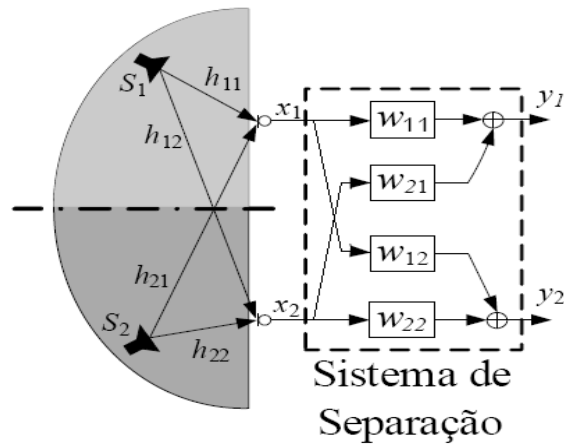 S1
h11
h12
x1
w11
y1
w21
h21
w12
S2
h22
x2
w22
y2
Sistema de
Separação